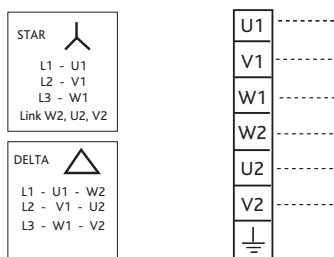 STAR
L1 - U1
L2 - V1
L3 - W1
Link W2, U2, V2
DELTA
L1 - U1 - W2
L2 - V1 - U2
L3 - W1 - V2
U1
V1
W1
W2
U2
V2